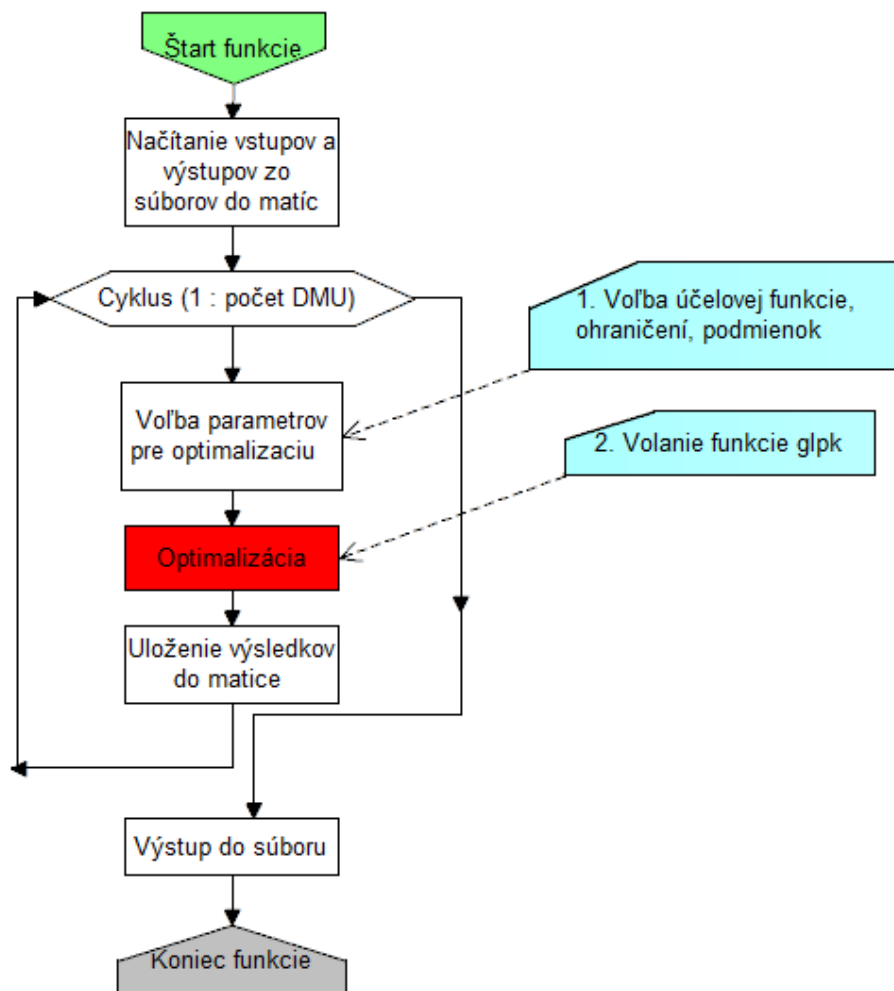 Štart funkcie
Načítanie vstupov a
výstupov zo
súborov do matíc
Cyklus (1 : počet DMU)
1. Voľba účelovej funkcie,
ohraničení, podmienok
Voľba parametrov
pre optimalizaciu
2. Volanie funkcie glpk
Optimalizácia
Uloženie výsledkov
do matice
Výstup do súboru
Koniec funkcie